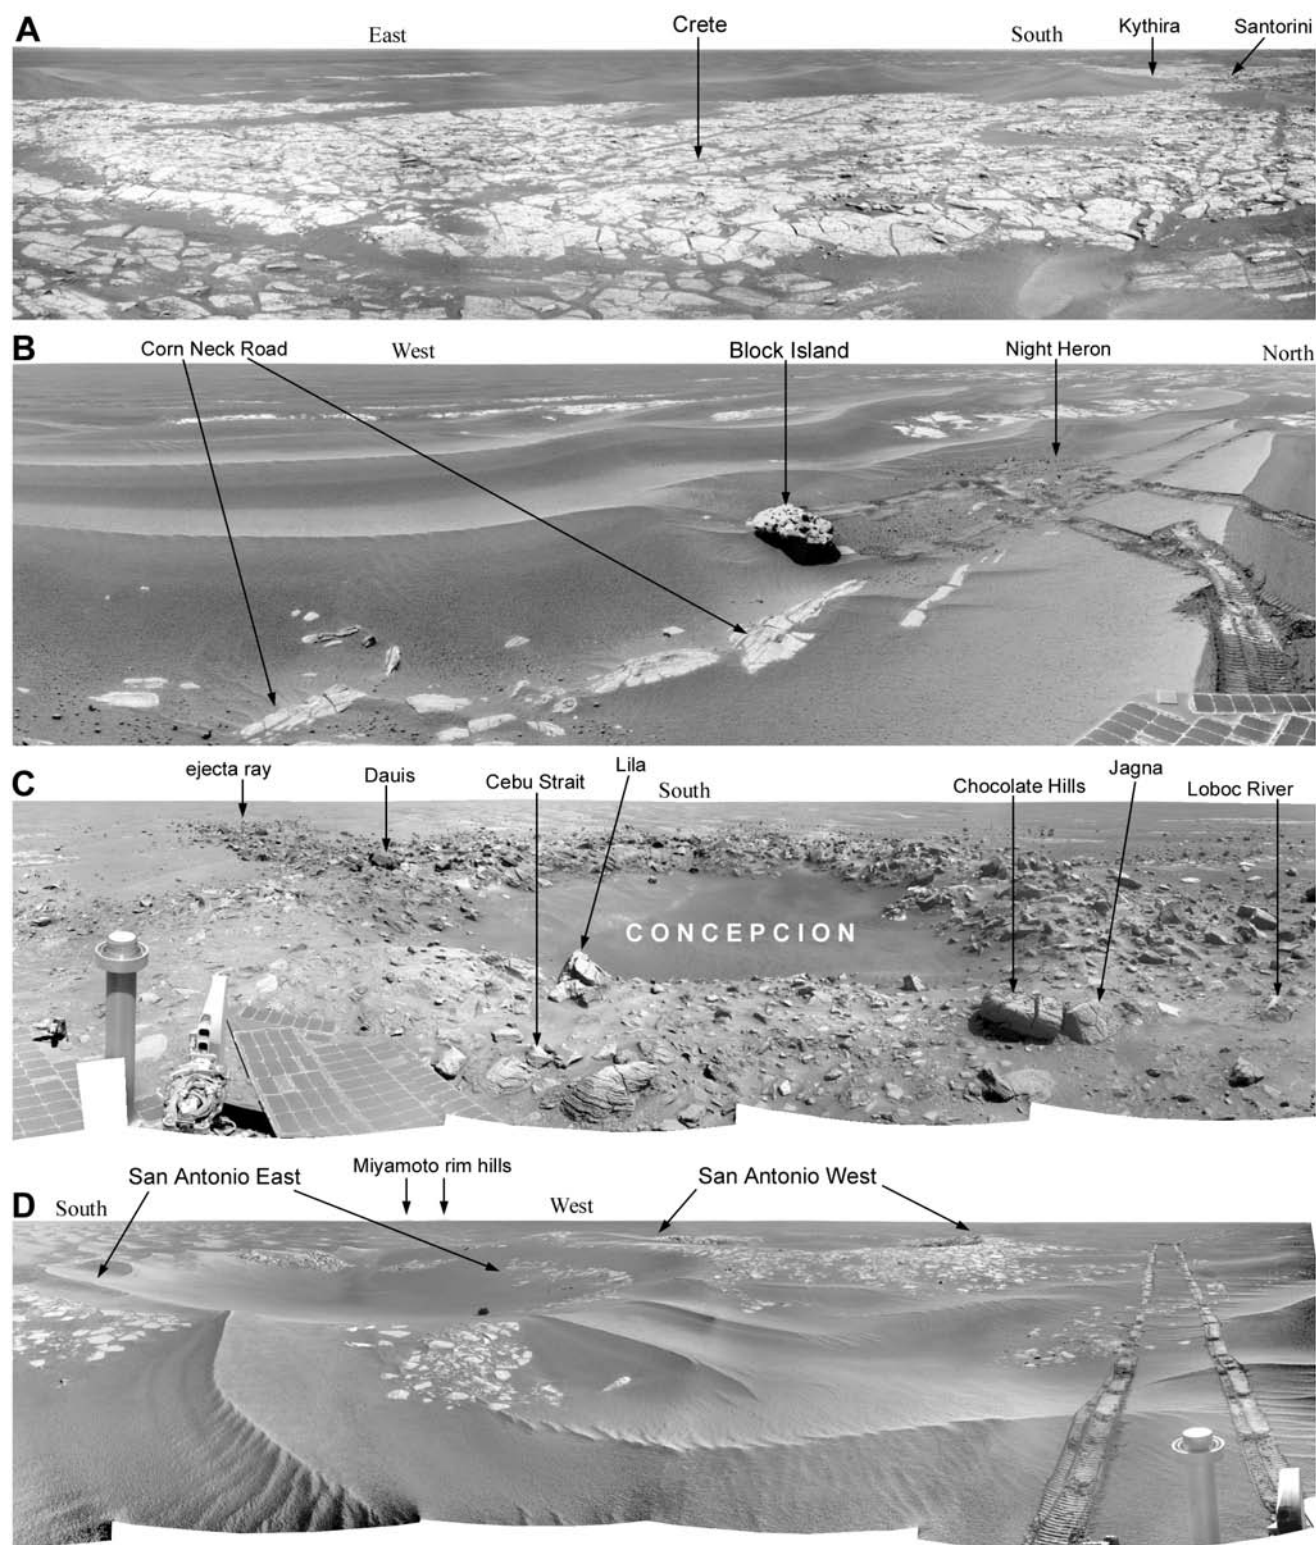 A
East
Crete
South
Kythira
Santorini
B
Corn Neck Road
West
Block Island
Night Heron
North
C
ejecta ray
Dauis
Cebu Strait
Lila
South
Chocolate Hills
Jagna
Loboc River
CONCEPCION
D
South
San Antonio East
Miyamoto rim hills
West
San Antonio West